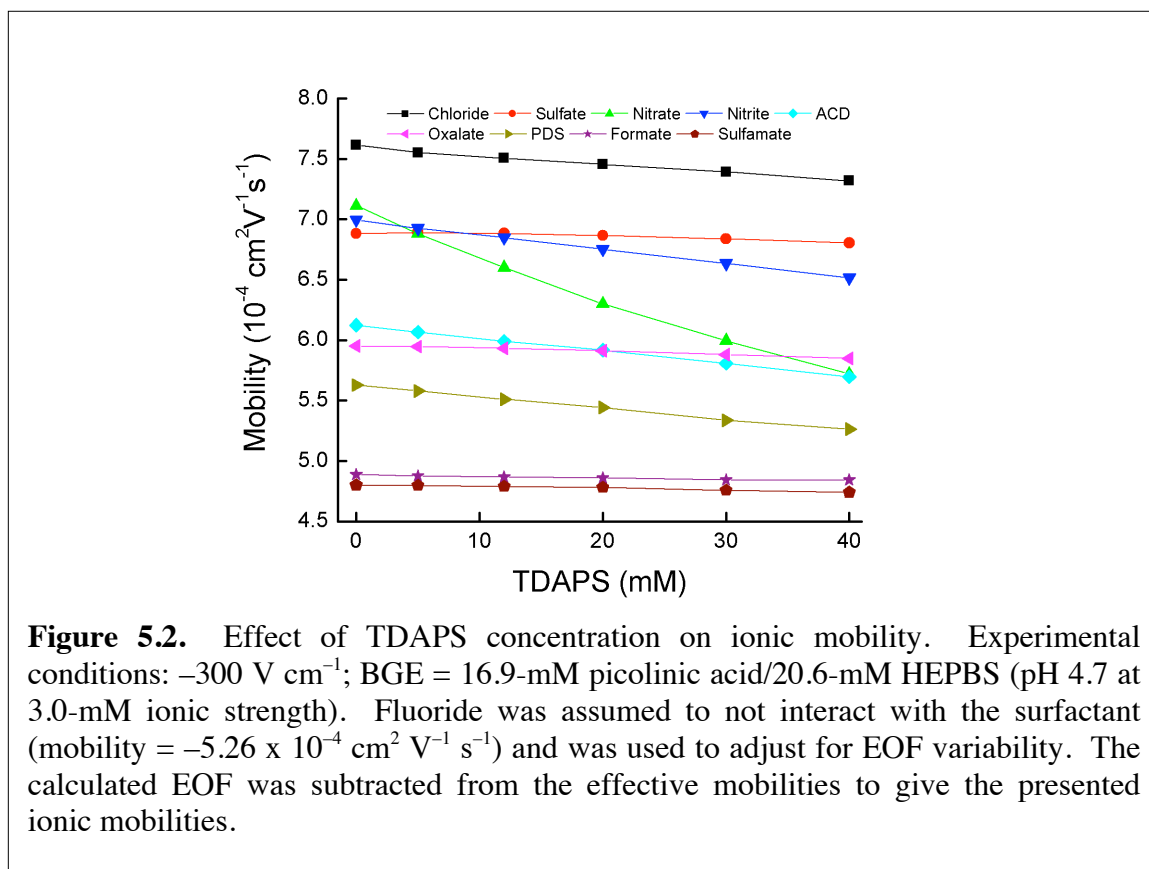 8.0
Chloride Sulfate Nitrate Nitrite ACD
Oxalate PDS Formate Sulfamate
7.5
7.0
6.5
6.0
5.5
5.0
4.5
Mobility (10⁻⁴ cm²V⁻¹s⁻¹)
0 10 20 30 40
TDAPS (mM)
Figure 5.2. Effect of TDAPS concentration on ionic mobility. Experimental
conditions: –300 V cm⁻¹; BGE = 16.9-mM picolinic acid/20.6-mM HEPBS (pH 4.7 at
3.0-mM ionic strength). Fluoride was assumed to not interact with the surfactant
(mobility = –5.26 x 10⁻⁴ cm² V⁻¹ s⁻¹) and was used to adjust for EOF variability. The
calculated EOF was subtracted from the effective mobilities to give the presented
ionic mobilities.